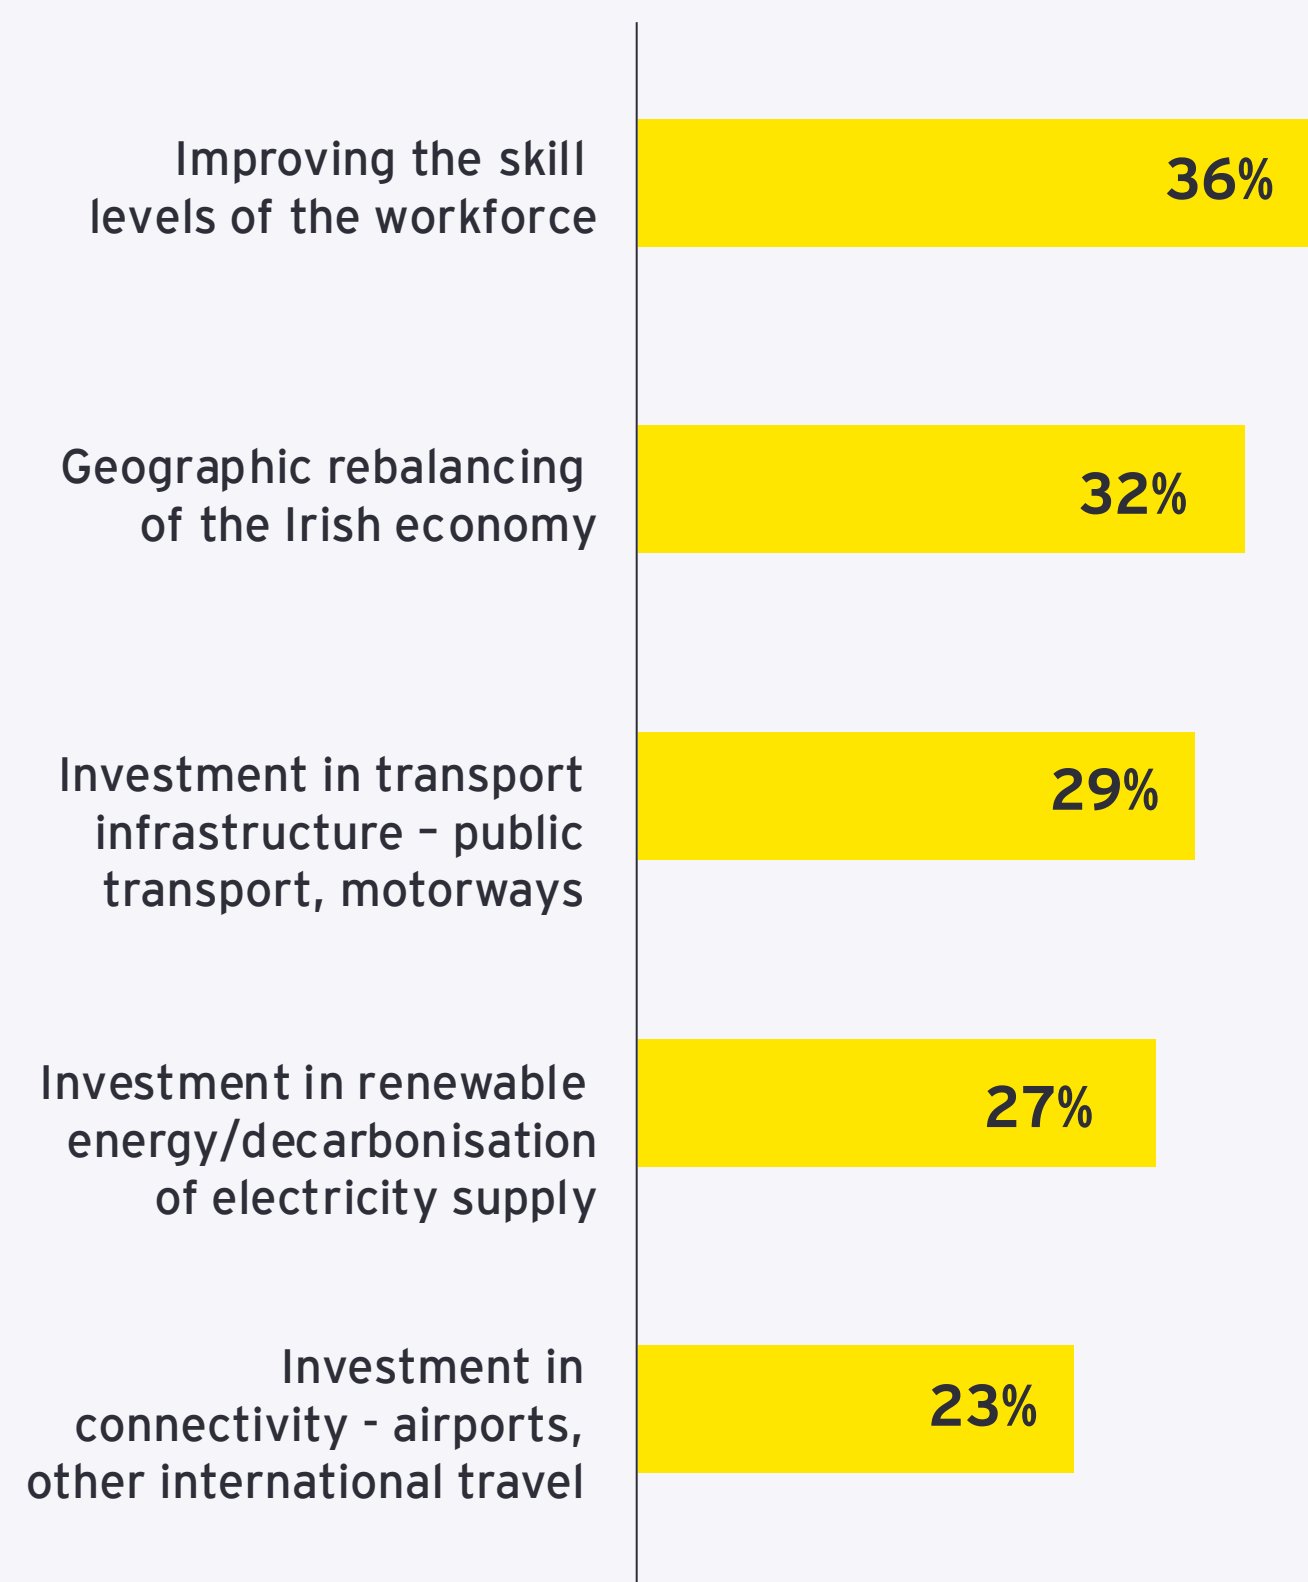 Improving the skill
levels of the workforce
36%
Geographic rebalancing
of the Irish economy
32%
Investment in transport
infrastructure – public
transport, motorways
29%
Investment in renewable
energy/decarbonisation
of electricity supply
27%
Investment in
connectivity - airports,
other international travel
23%